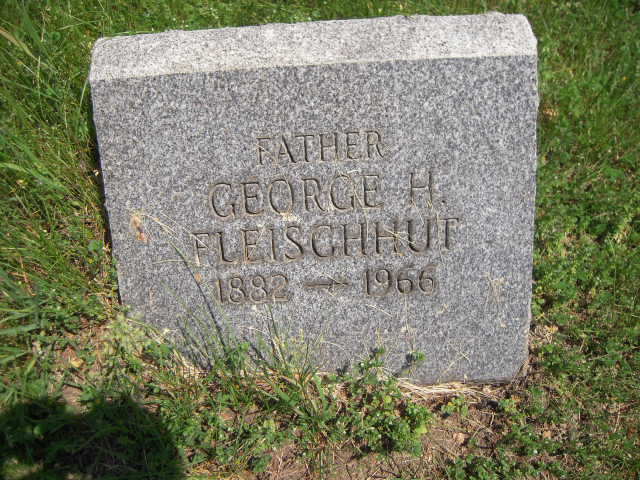 FATHER
GEORGE H.
FLEISCHHUT
1882 — 1966